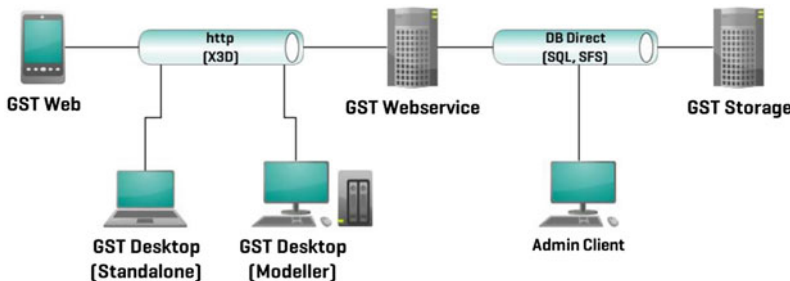 http
(X3D)
DB Direct
(SQL, SFS)
GST Web
GST Webservice
GST Storage
GST Desktop
(Standalone)
GST Desktop
(Modeller)
Admin Client